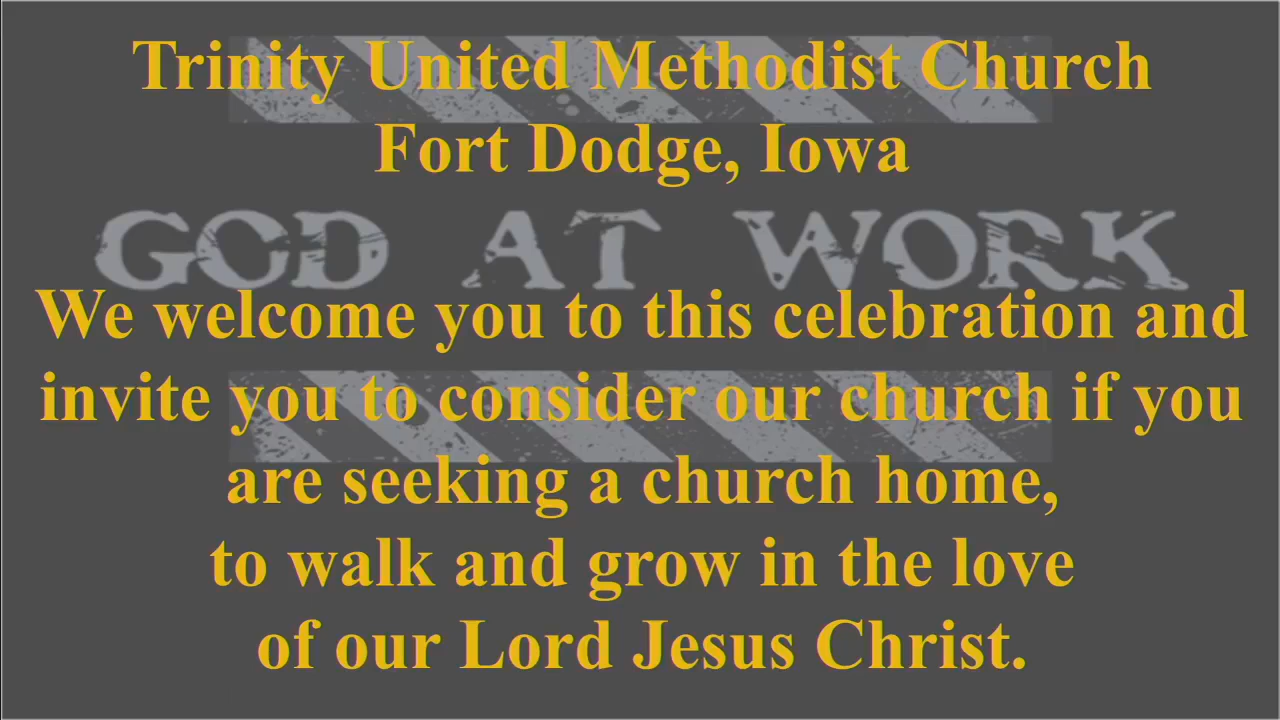 Trinity United Methodist Church
Fort Dodge, Iowa
GOD AT WORK
We welcome you to this celebration and
invite you to consider our church if you
are seeking a church home,
to walk and grow in the love
of our Lord Jesus Christ.